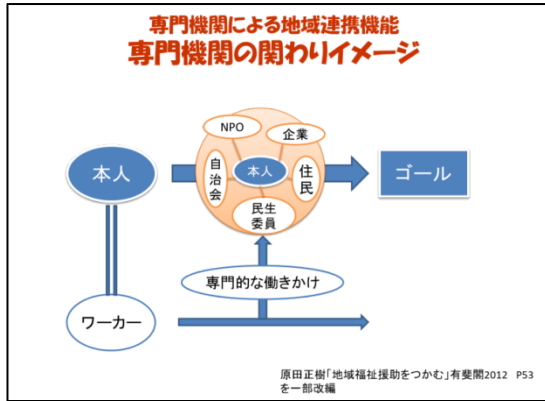 専門機関による地域連携機能
専門機関の関わりイメージ
NPO
企業
本人
自治会
本人
住民
ゴール
民生
委員
専門的な働きかけ
ワーカー
原田正樹「地域福祉援助をつかむ」有斐閣2012 P53
を一部改編